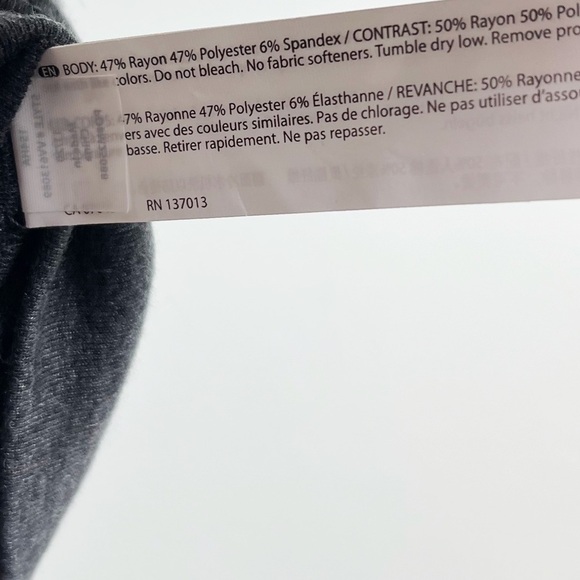 EN BODY: 47% Rayon 47% Polyester 6% Spandex / CONTRAST: 50% Rayon 50% Pol
colors. Do not bleach. No fabric softeners. Tumble dry low. Remove pro
7% Rayonne 47% Polyester 6% Élasthanne / REVANCHE: 50% Rayonne
ers avec des couleurs similaires. Pas de chlorage. Ne pas utiliser d'asso
basse. Retirer rapidement. Ne pas repasser.
RN 137013